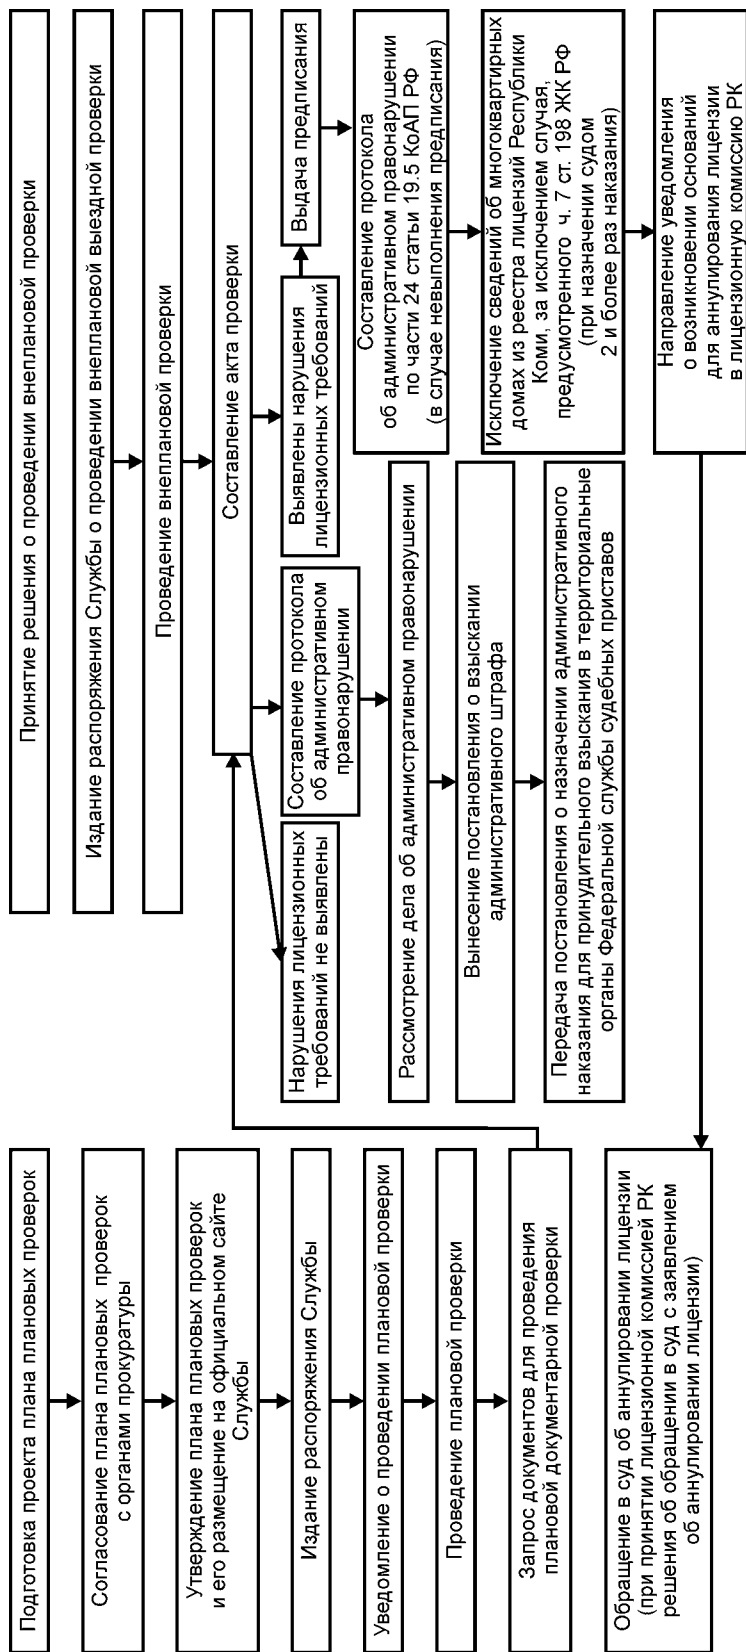 Подготовка проекта плана плановых проверок
Согласование плана плановых проверок
с органами прокуратуры
Утверждение плана плановых проверок
и его размещение на официальном сайте
Службы
Издание распоряжения Службы
Уведомление о проведении плановой проверки
Проведение плановой проверки
Запрос документов для проведения
плановой документарной проверки
Обращение в суд об аннулировании лицензии
(при принятии лицензионной комиссией РК
решения об обращении в суд с заявлением
об аннулировании лицензии)
Принятие решения о проведении внеплановой проверки
Издание распоряжения Службы о проведении внеплановой выездной проверки
Проведение внеплановой проверки
Составление акта проверки
Нарушения лицензионных
требований не выявлены
Составление протокола
об административном
правонарушении
Выявлены нарушения
лицензионных требований
Выдача предписания
Рассмотрение дела об административном правонарушении
Вынесение постановления о взыскании
административного штрафа
Передача постановления о назначении административного
наказания для принудительного взыскания в территориальные
органы Федеральной службы судебных приставов
Составление протокола
об административном правонарушении
по части 24 статьи 19.5 КоАП РФ
(в случае невыполнения предписания)
Исключение сведений об многоквартирных
домах из реестра лицензий Республики
Коми, за исключением случая,
предусмотренного ч. 7 ст. 198 ЖК РФ
(при назначении судом
2 и более раз наказания)
Направление уведомления
о возникновении оснований
для аннулирования лицензии
в лицензионную комиссию РК